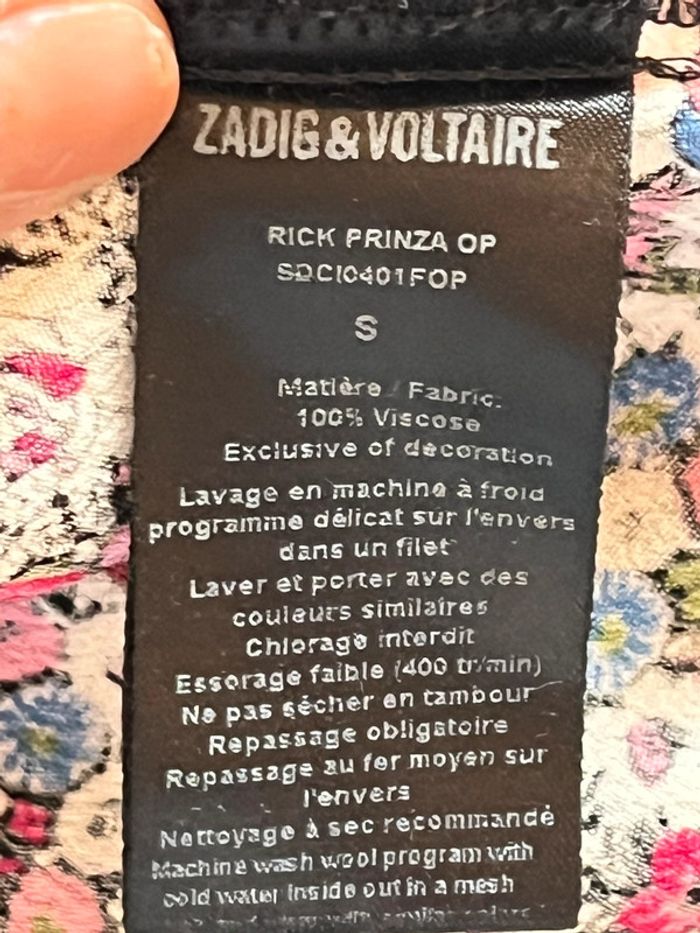 ZADIG&VOLTAIRE
RICK PRINZA OP
SDCI0401FOP
S
Matière / Fabric:
100% Viscose
Exclusive of decoration
Lavage en machine à froid
programme délicat sur l'envers
dans un filet
Laver et porter avec des
couleurs similaires
Chlorage interdit
Essorage faible (400 tr/min)
Ne pas sécher en tambour
Repassage obligatoire
Repassage au fer moyen sur
l'envers
Nettoyage à sec recommandé
Machine wash wool program with
cold water inside out in a mesh